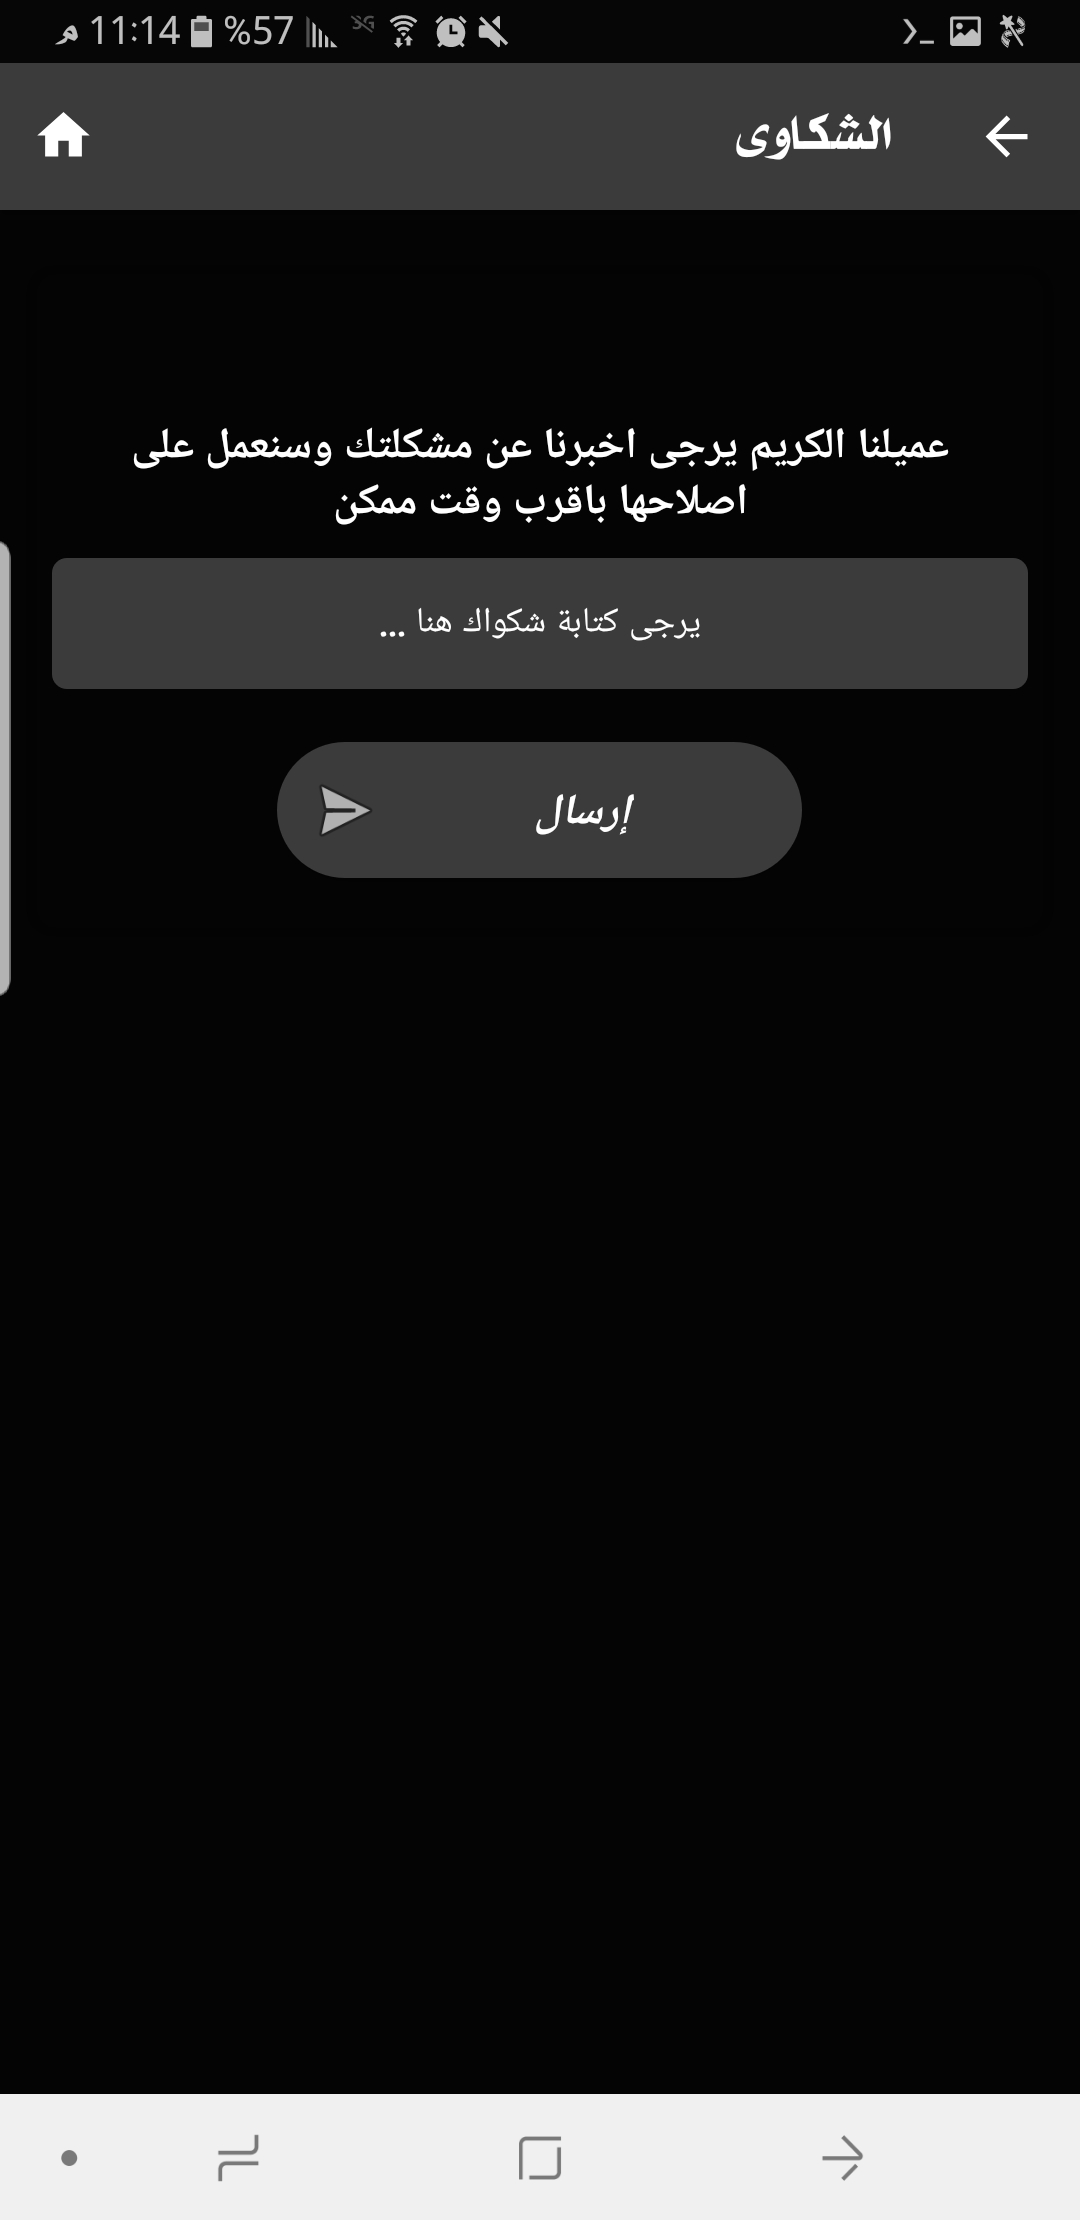 م 11:14 %57 3G
الشكاوى
عميلنا الكريم يرجى اخبرنا عن مشكلتك وسنعمل على
اصلاحها باقرب وقت ممكن
يرجى كتابة شكواك هنا ...
إرسال